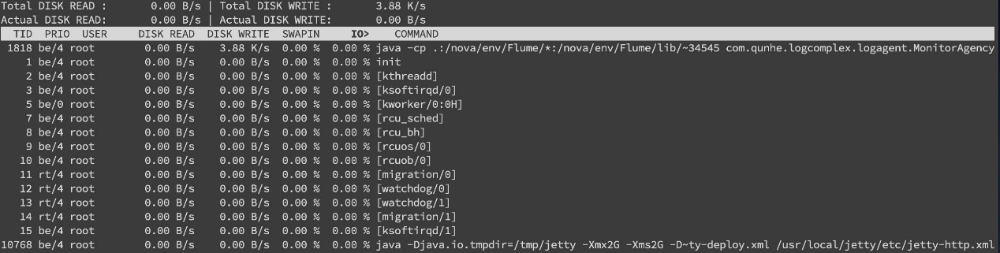 Total DISK READ :       0.00 B/s | Total DISK WRITE :       3.88 K/s
Actual DISK READ:       0.00 B/s | Actual DISK WRITE:       0.00 B/s
  TID  PRIO  USER     DISK READ  DISK WRITE  SWAPIN     IO>    COMMAND
 1818 be/4 root        0.00 B/s    3.88 K/s  0.00 %  0.00 % java -cp .:/nova/env/Flume/*:/nova/env/Flume/lib/~34545 com.qunhe.logcomplex.logagent.MonitorAgency
    1 be/4 root        0.00 B/s    0.00 B/s  0.00 %  0.00 % init
    2 be/4 root        0.00 B/s    0.00 B/s  0.00 %  0.00 % [kthreadd]
    3 be/4 root        0.00 B/s    0.00 B/s  0.00 %  0.00 % [ksoftirqd/0]
    5 be/0 root        0.00 B/s    0.00 B/s  0.00 %  0.00 % [kworker/0:0H]
    7 be/4 root        0.00 B/s    0.00 B/s  0.00 %  0.00 % [rcu_sched]
    8 be/4 root        0.00 B/s    0.00 B/s  0.00 %  0.00 % [rcu_bh]
    9 be/4 root        0.00 B/s    0.00 B/s  0.00 %  0.00 % [rcuos/0]
   10 be/4 root        0.00 B/s    0.00 B/s  0.00 %  0.00 % [rcuob/0]
   11 rt/4 root        0.00 B/s    0.00 B/s  0.00 %  0.00 % [migration/0]
   12 rt/4 root        0.00 B/s    0.00 B/s  0.00 %  0.00 % [watchdog/0]
   13 rt/4 root        0.00 B/s    0.00 B/s  0.00 %  0.00 % [watchdog/1]
   14 rt/4 root        0.00 B/s    0.00 B/s  0.00 %  0.00 % [migration/1]
   15 be/4 root        0.00 B/s    0.00 B/s  0.00 %  0.00 % [ksoftirqd/1]
10768 be/4 root        0.00 B/s    0.00 B/s  0.00 %  0.00 % java -Djava.io.tmpdir=/tmp/jetty -Xmx2G -Xms2G -D~ty-deploy.xml /usr/local/jetty/etc/jetty-http.xml